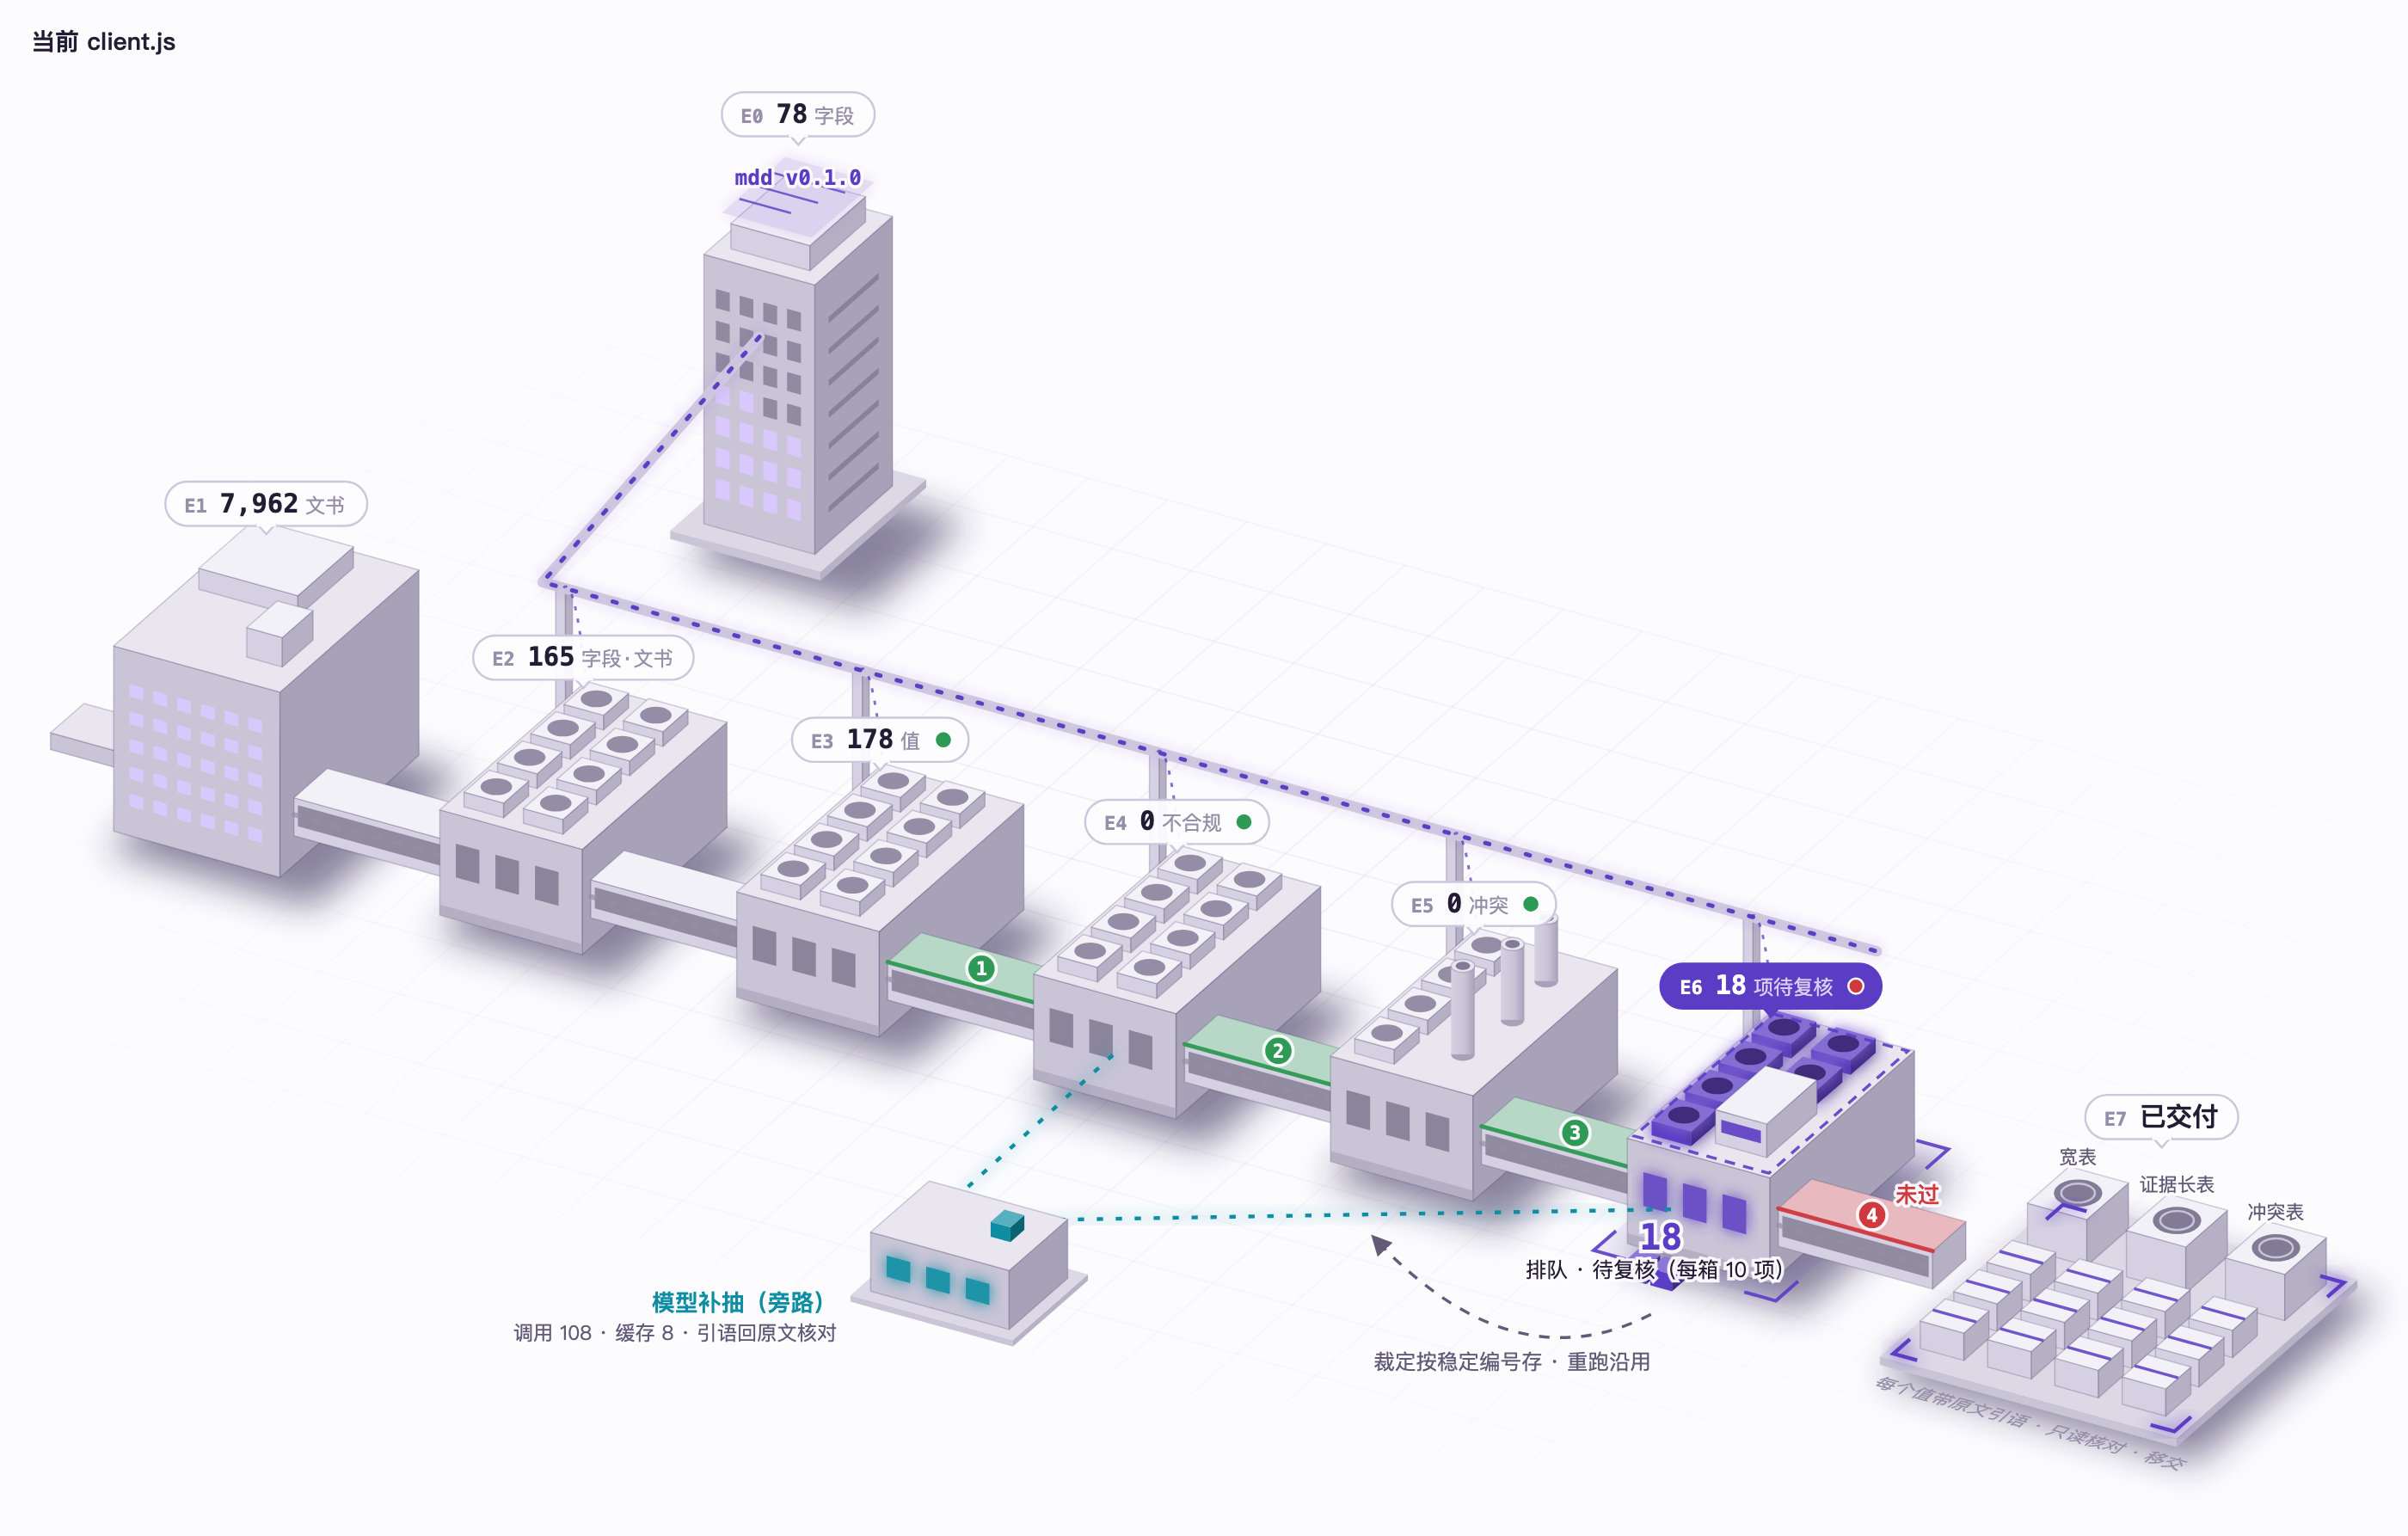 当前 client.js
E0 78 字段
mdd v0.1.0
E1 7,962 文书
E2 165 字段·文书
E3 178 值
E4 0 不合规
E5 0 冲突
1
2
3
E6 18 项待复核
4
未过
E7 已交付
宽表
证据长表
冲突表
18
排队 · 待复核（每箱 10 项）
模型补抽（旁路）
调用 108 · 缓存 8 · 引语回原文核对
裁定按稳定编号存 · 重跑沿用
每个值带原文引语 · 只读核对 · 移交